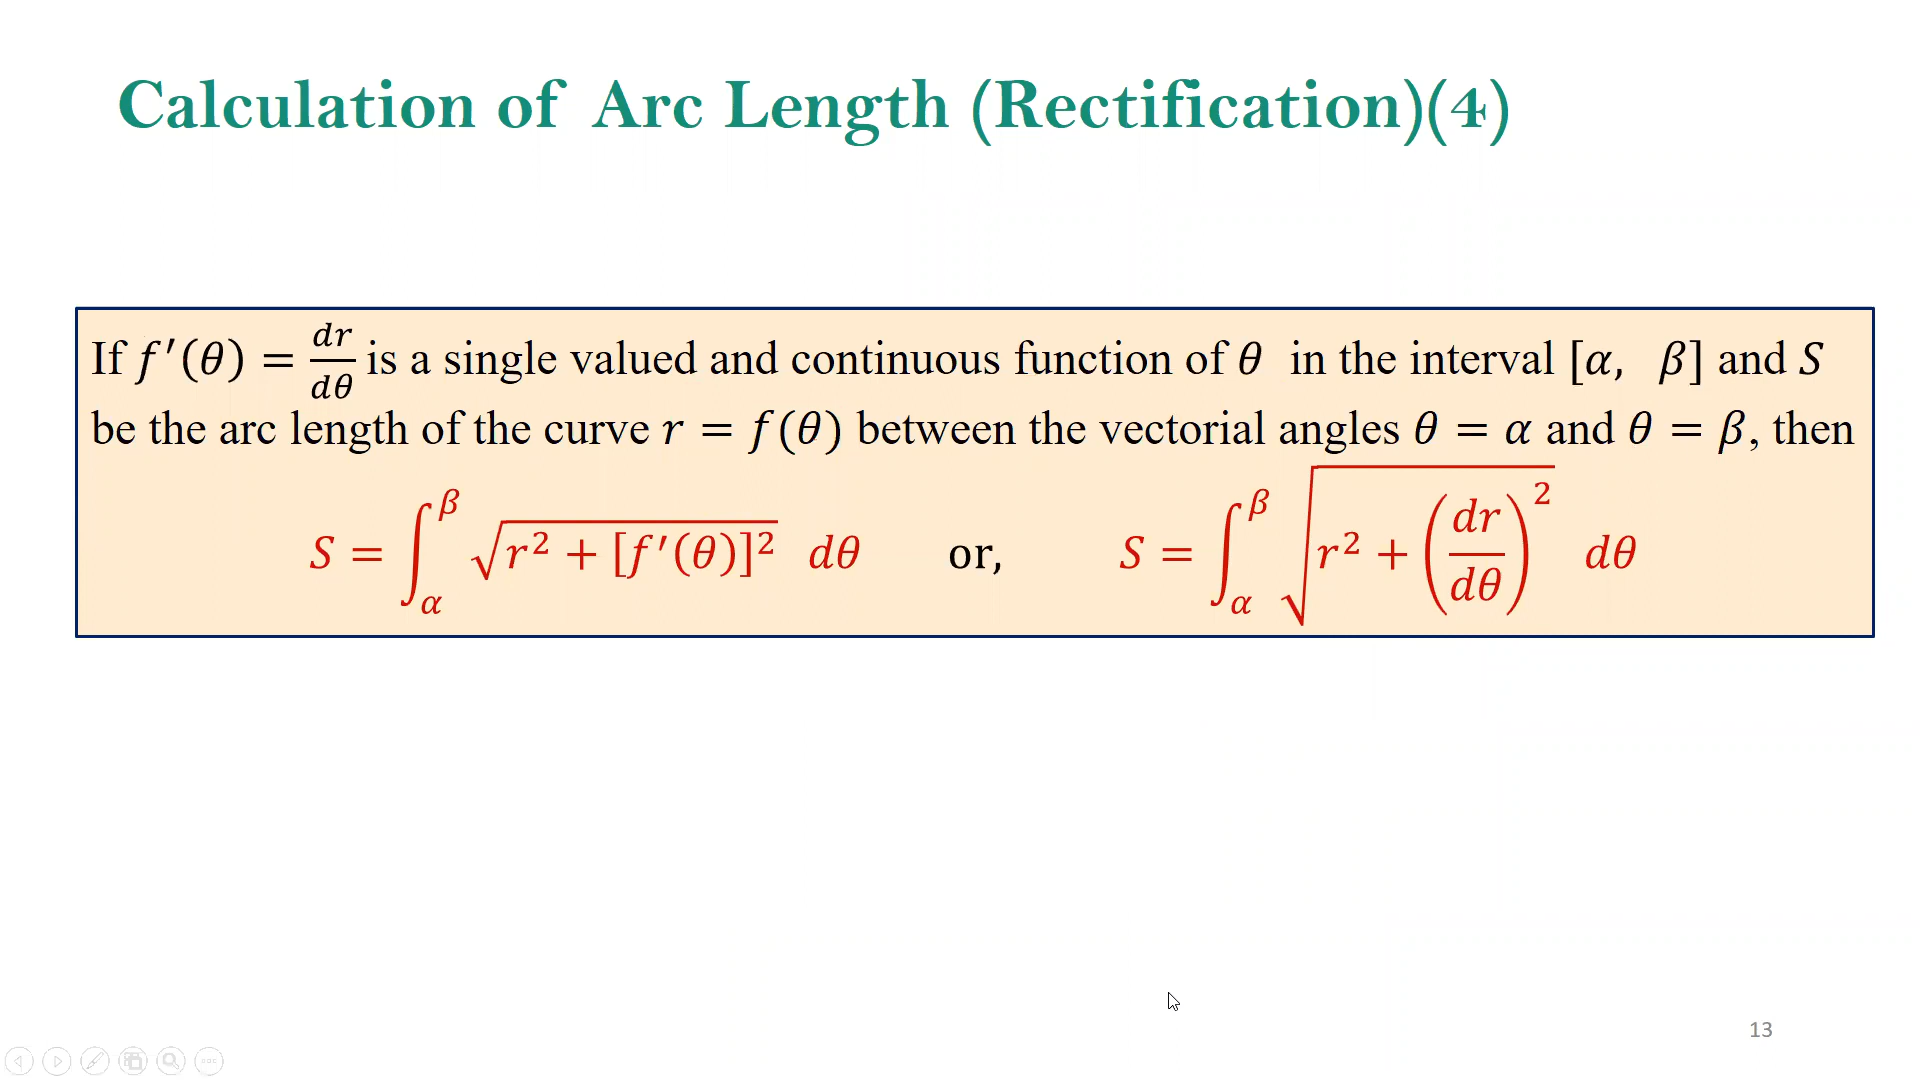 Calculation of Arc Length (Rectification)(4)
If f′(θ) = dr/dθ is a single valued and continuous function of θ in the interval [α, β] and S
be the arc length of the curve r = f(θ) between the vectorial angles θ = α and θ = β, then
S = ∫_α^β √(r² + [f′(θ)]²) dθ or, S = ∫_α^β √(r² + (dr/dθ)²) dθ
13